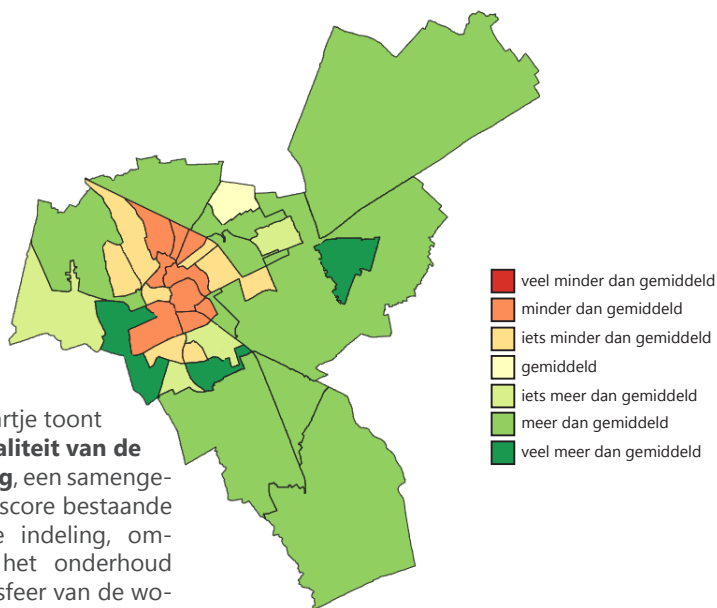 veel minder dan gemiddeld
minder dan gemiddeld
iets minder dan gemiddeld
gemiddeld
iets meer dan gemiddeld
meer dan gemiddeld
veel meer dan gemiddeld
artje toont
aliteit van de
g, een samenge-
score bestaande
e indeling, om-
het onderhoud
sfeer van de wo-